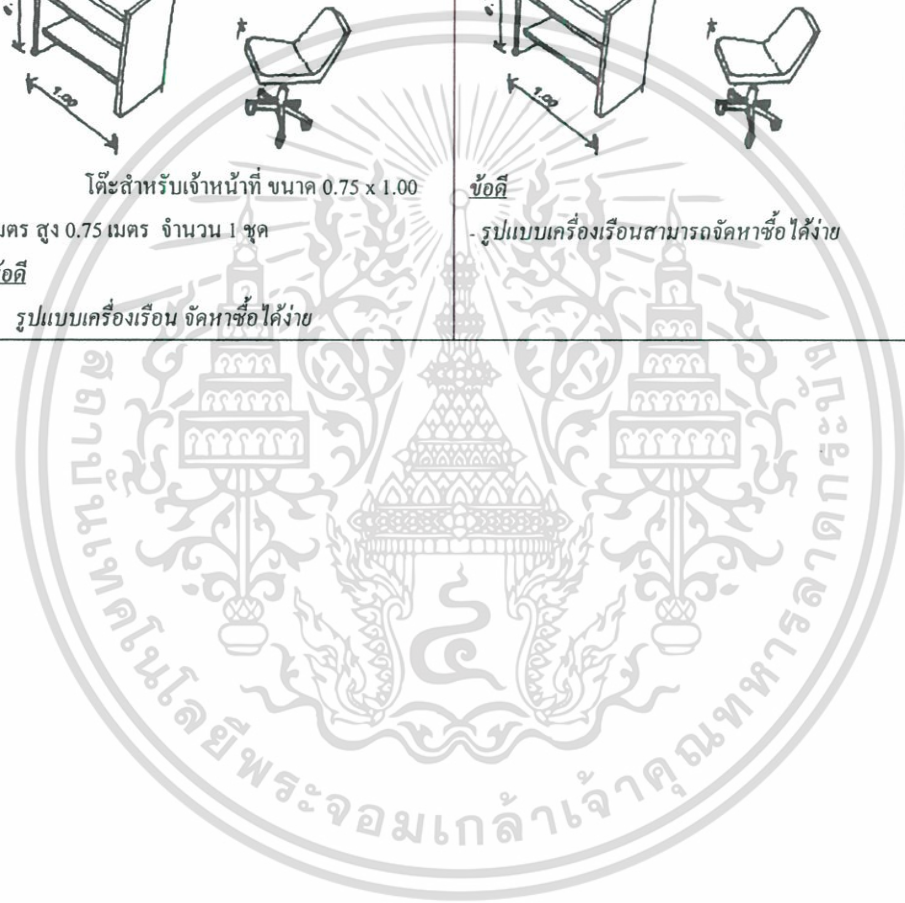 1.00
1.00
โต๊ะสำหรับเจ้าหน้าที่ ขนาด 0.75 x 1.00
มตร สูง 0.75 เมตร จำนวน 1 ชุด
้อดี
รูปแบบเครื่องเรือน จัดหาซื้อได้ง่าย
ข้อดี
- รูปแบบเครื่องเรือนสามารถจัดหาซื้อได้ง่าย
สถาบันเทคโนโลยีพระจอมเกล้าเจ้าคุณทหารลาดกระบัง